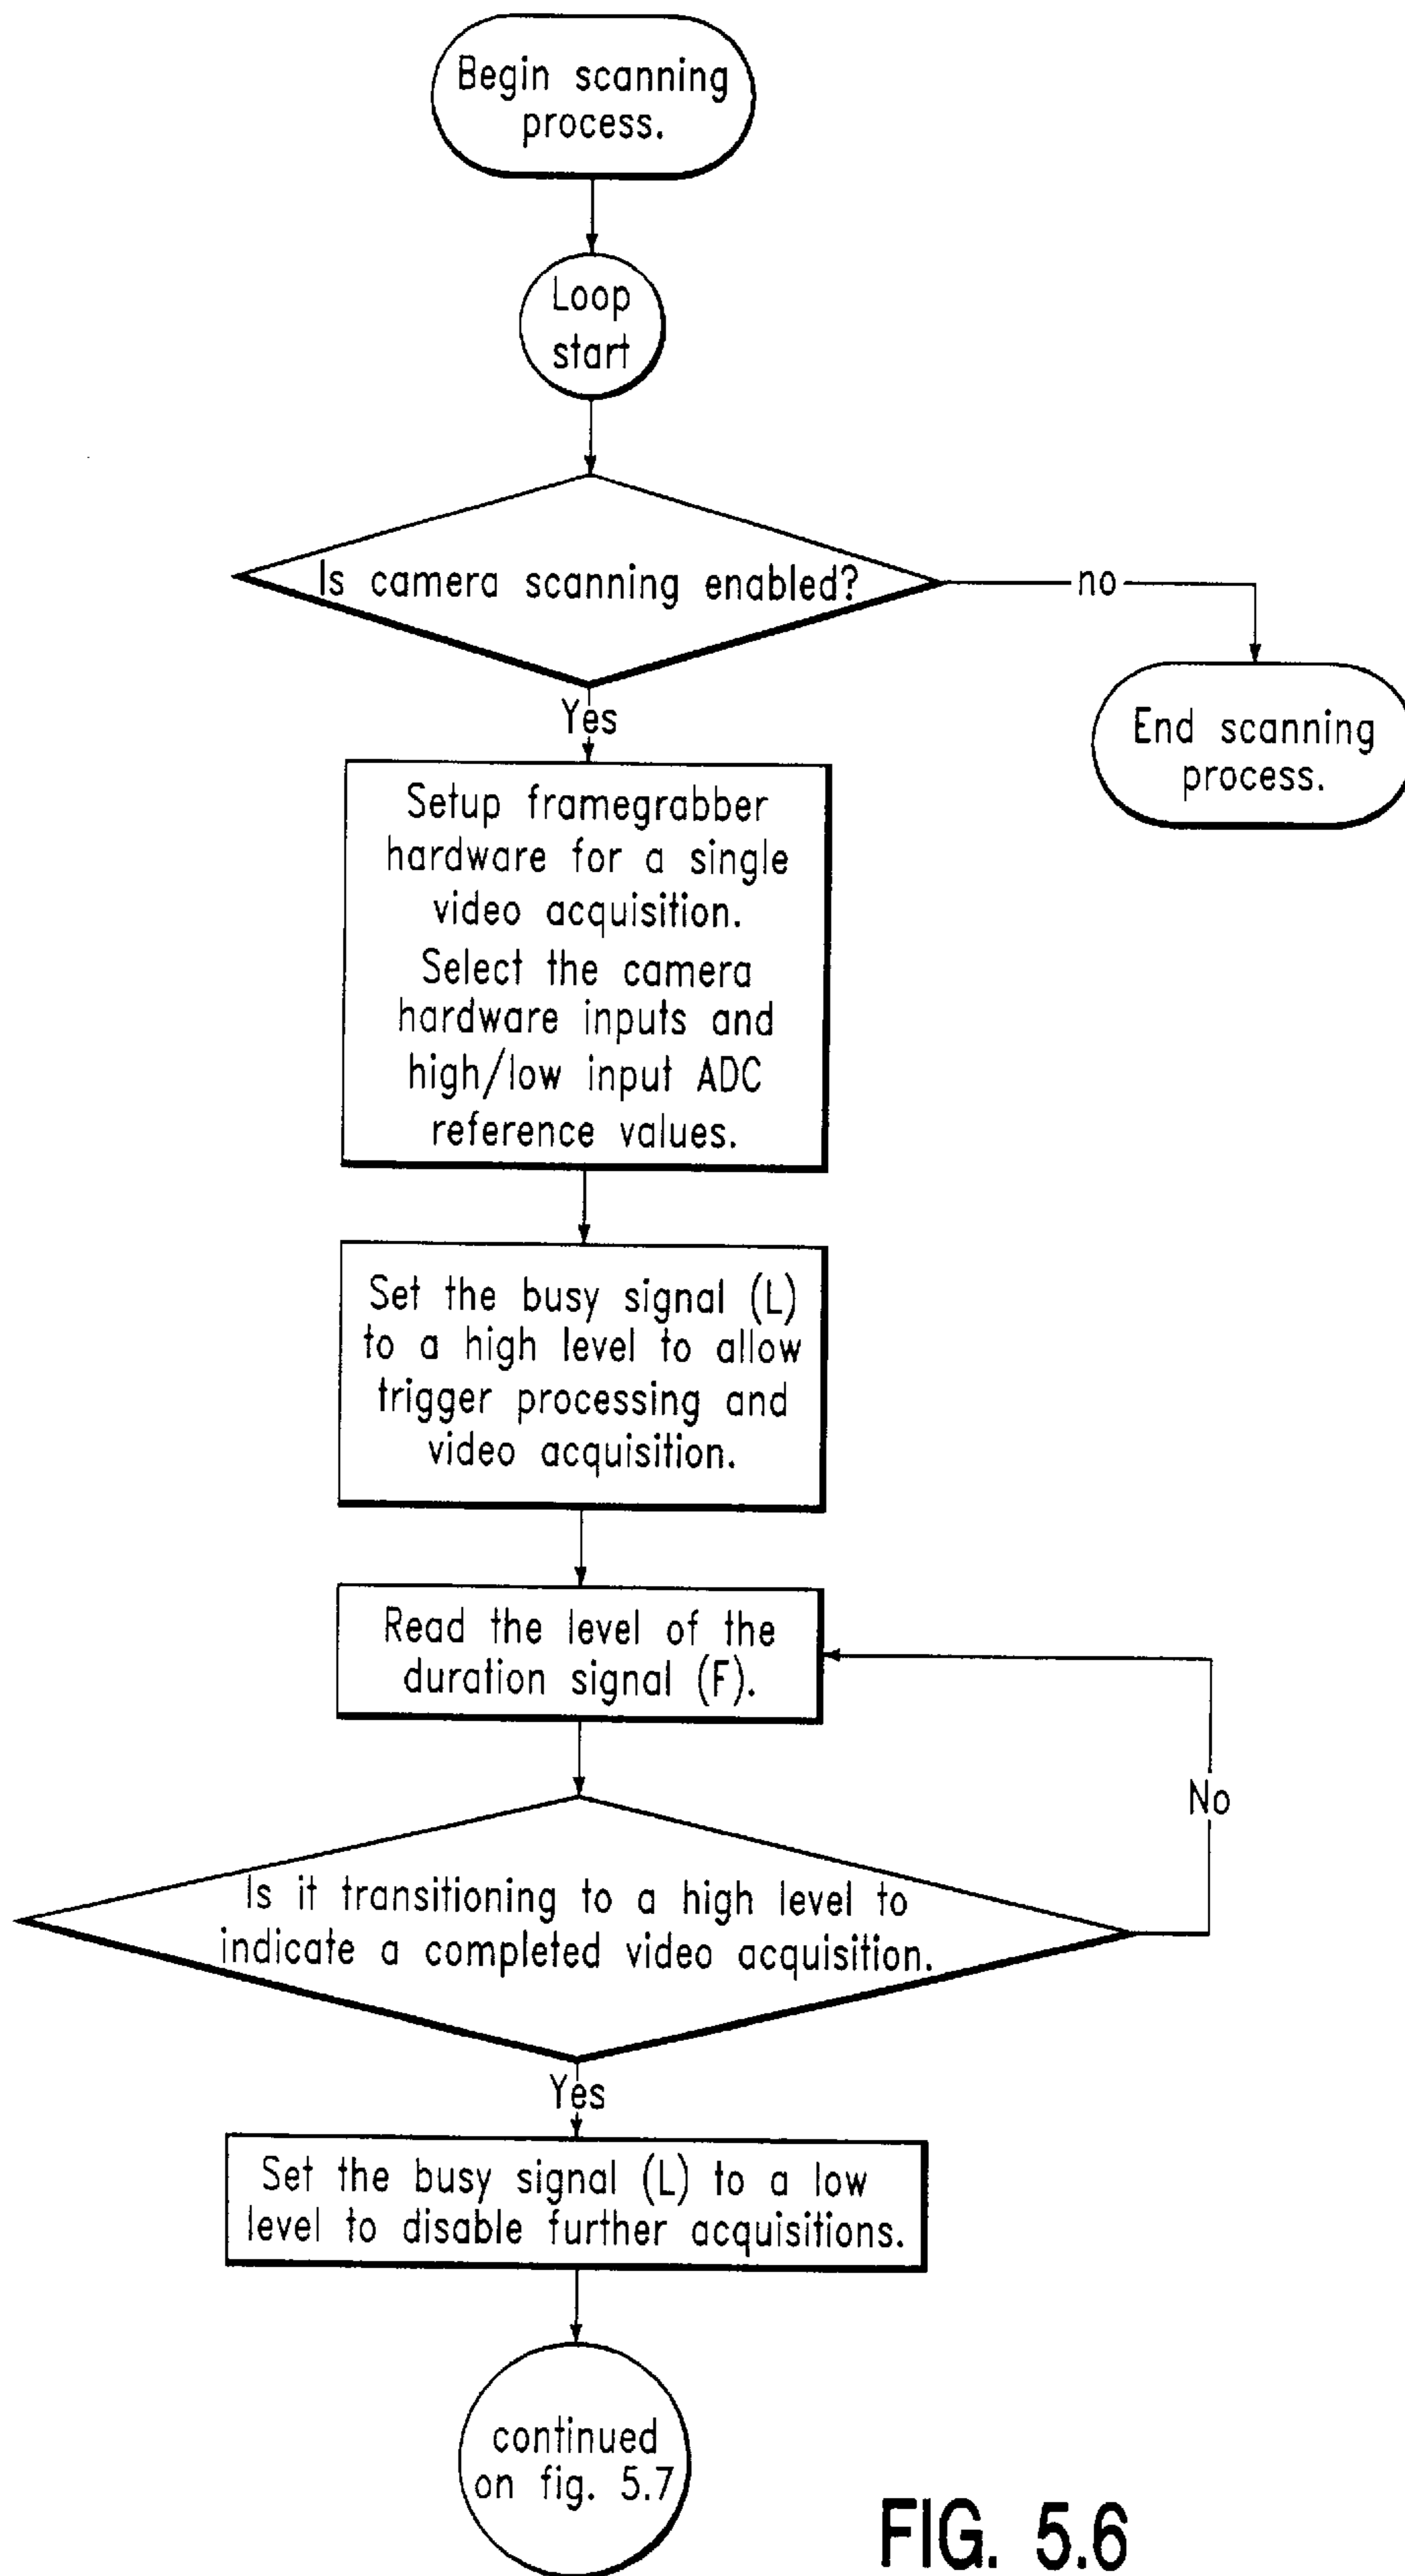 Begin scanning
process.
Loop
start
Is camera scanning enabled?
no
End scanning
process.
Yes
Setup framegrabber
hardware for a single
video acquisition.
Select the camera
hardware inputs and
high/low input ADC
reference values.
Set the busy signal (L)
to a high level to allow
trigger processing and
video acquisition.
Read the level of the
duration signal (F).
No
Is it transitioning to a high level to
indicate a completed video acquisition.
Yes
Set the busy signal (L) to a low
level to disable further acquisitions.
continued
on fig. 5.7
FIG. 5.6